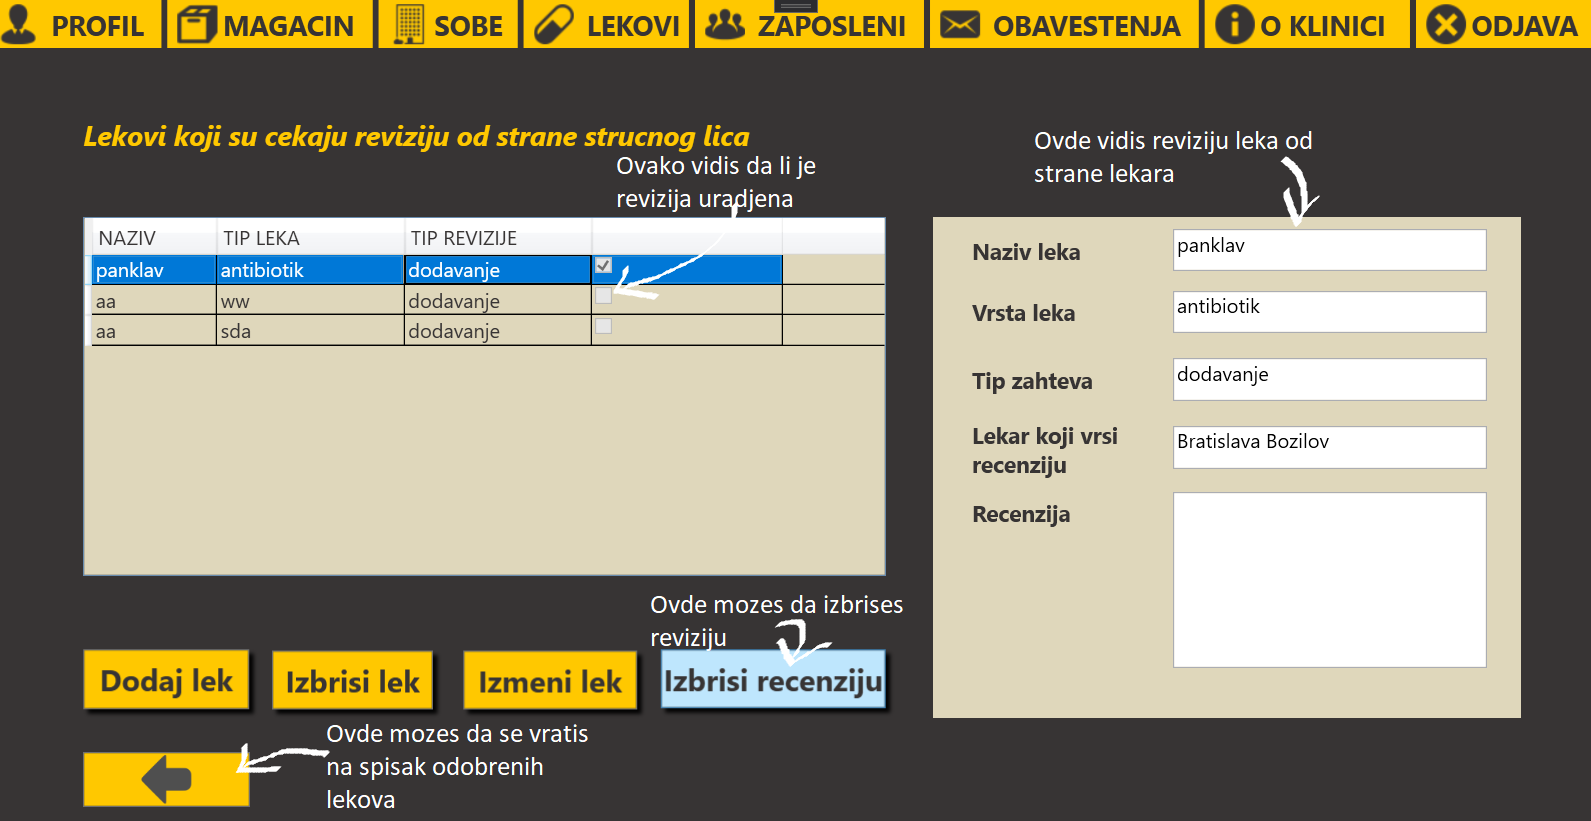 PROFIL MAGACIN SOBE LEKOVI ZAPOSLENI OBAVESTENJA O KLINICI ODJAVA
Lekovi koji su cekaju reviziju od strane strucnog lica
Ovako vidis da li je
revizija uradjena
Ovde vidis reviziju leka od
strane lekara
NAZIV TIP LEKA TIP REVIZIJE
panklav antibiotik dodavanje
aa ww dodavanje
aa sda dodavanje
Naziv leka panklav
Vrsta leka antibiotik
Tip zahteva dodavanje
Lekar koji vrsi
recenziju
Bratislava Bozilov
Recenzija
Ovde mozes da izbrises
reviziju
Dodaj lek Izbrisi lek Izmeni lek Izbrisi recenziju
Ovde mozes da se vratis
na spisak odobrenih
lekova